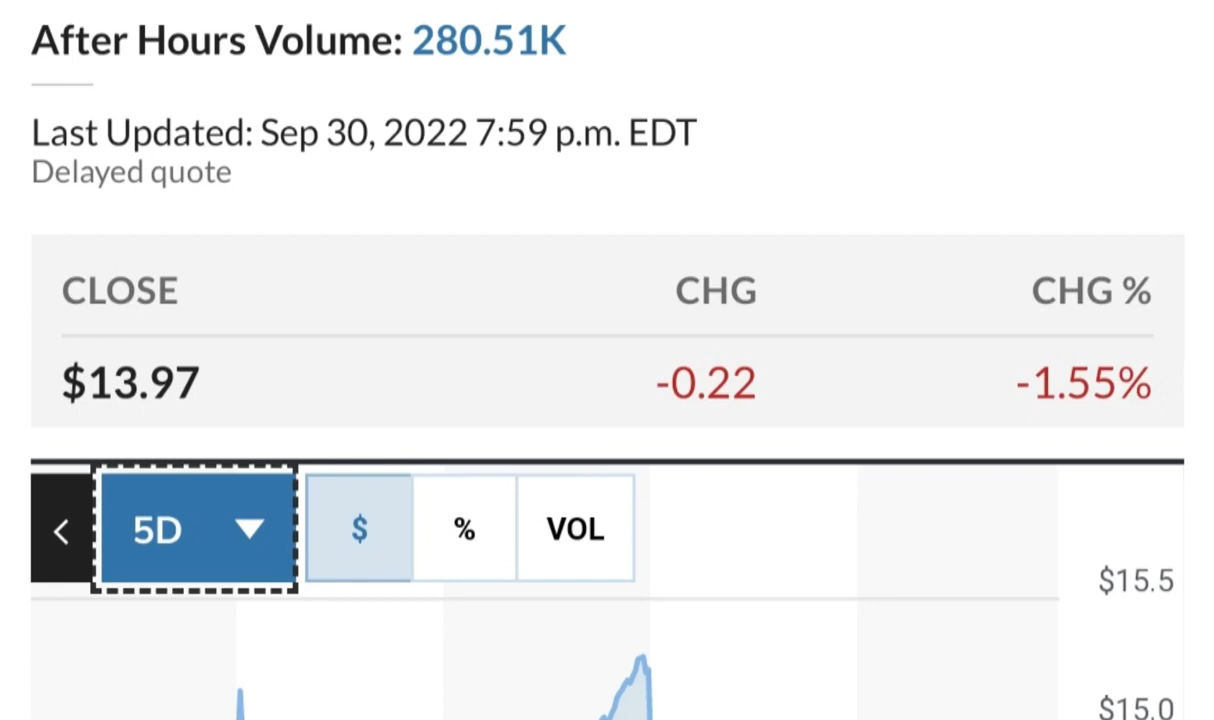 After Hours Volume: 280.51K
Last Updated: Sep 30, 2022 7:59 p.m. EDT
Delayed quote
CLOSE CHG CHG %
$13.97 -0.22 -1.55%
5D $ % VOL
$15.5
$15.0